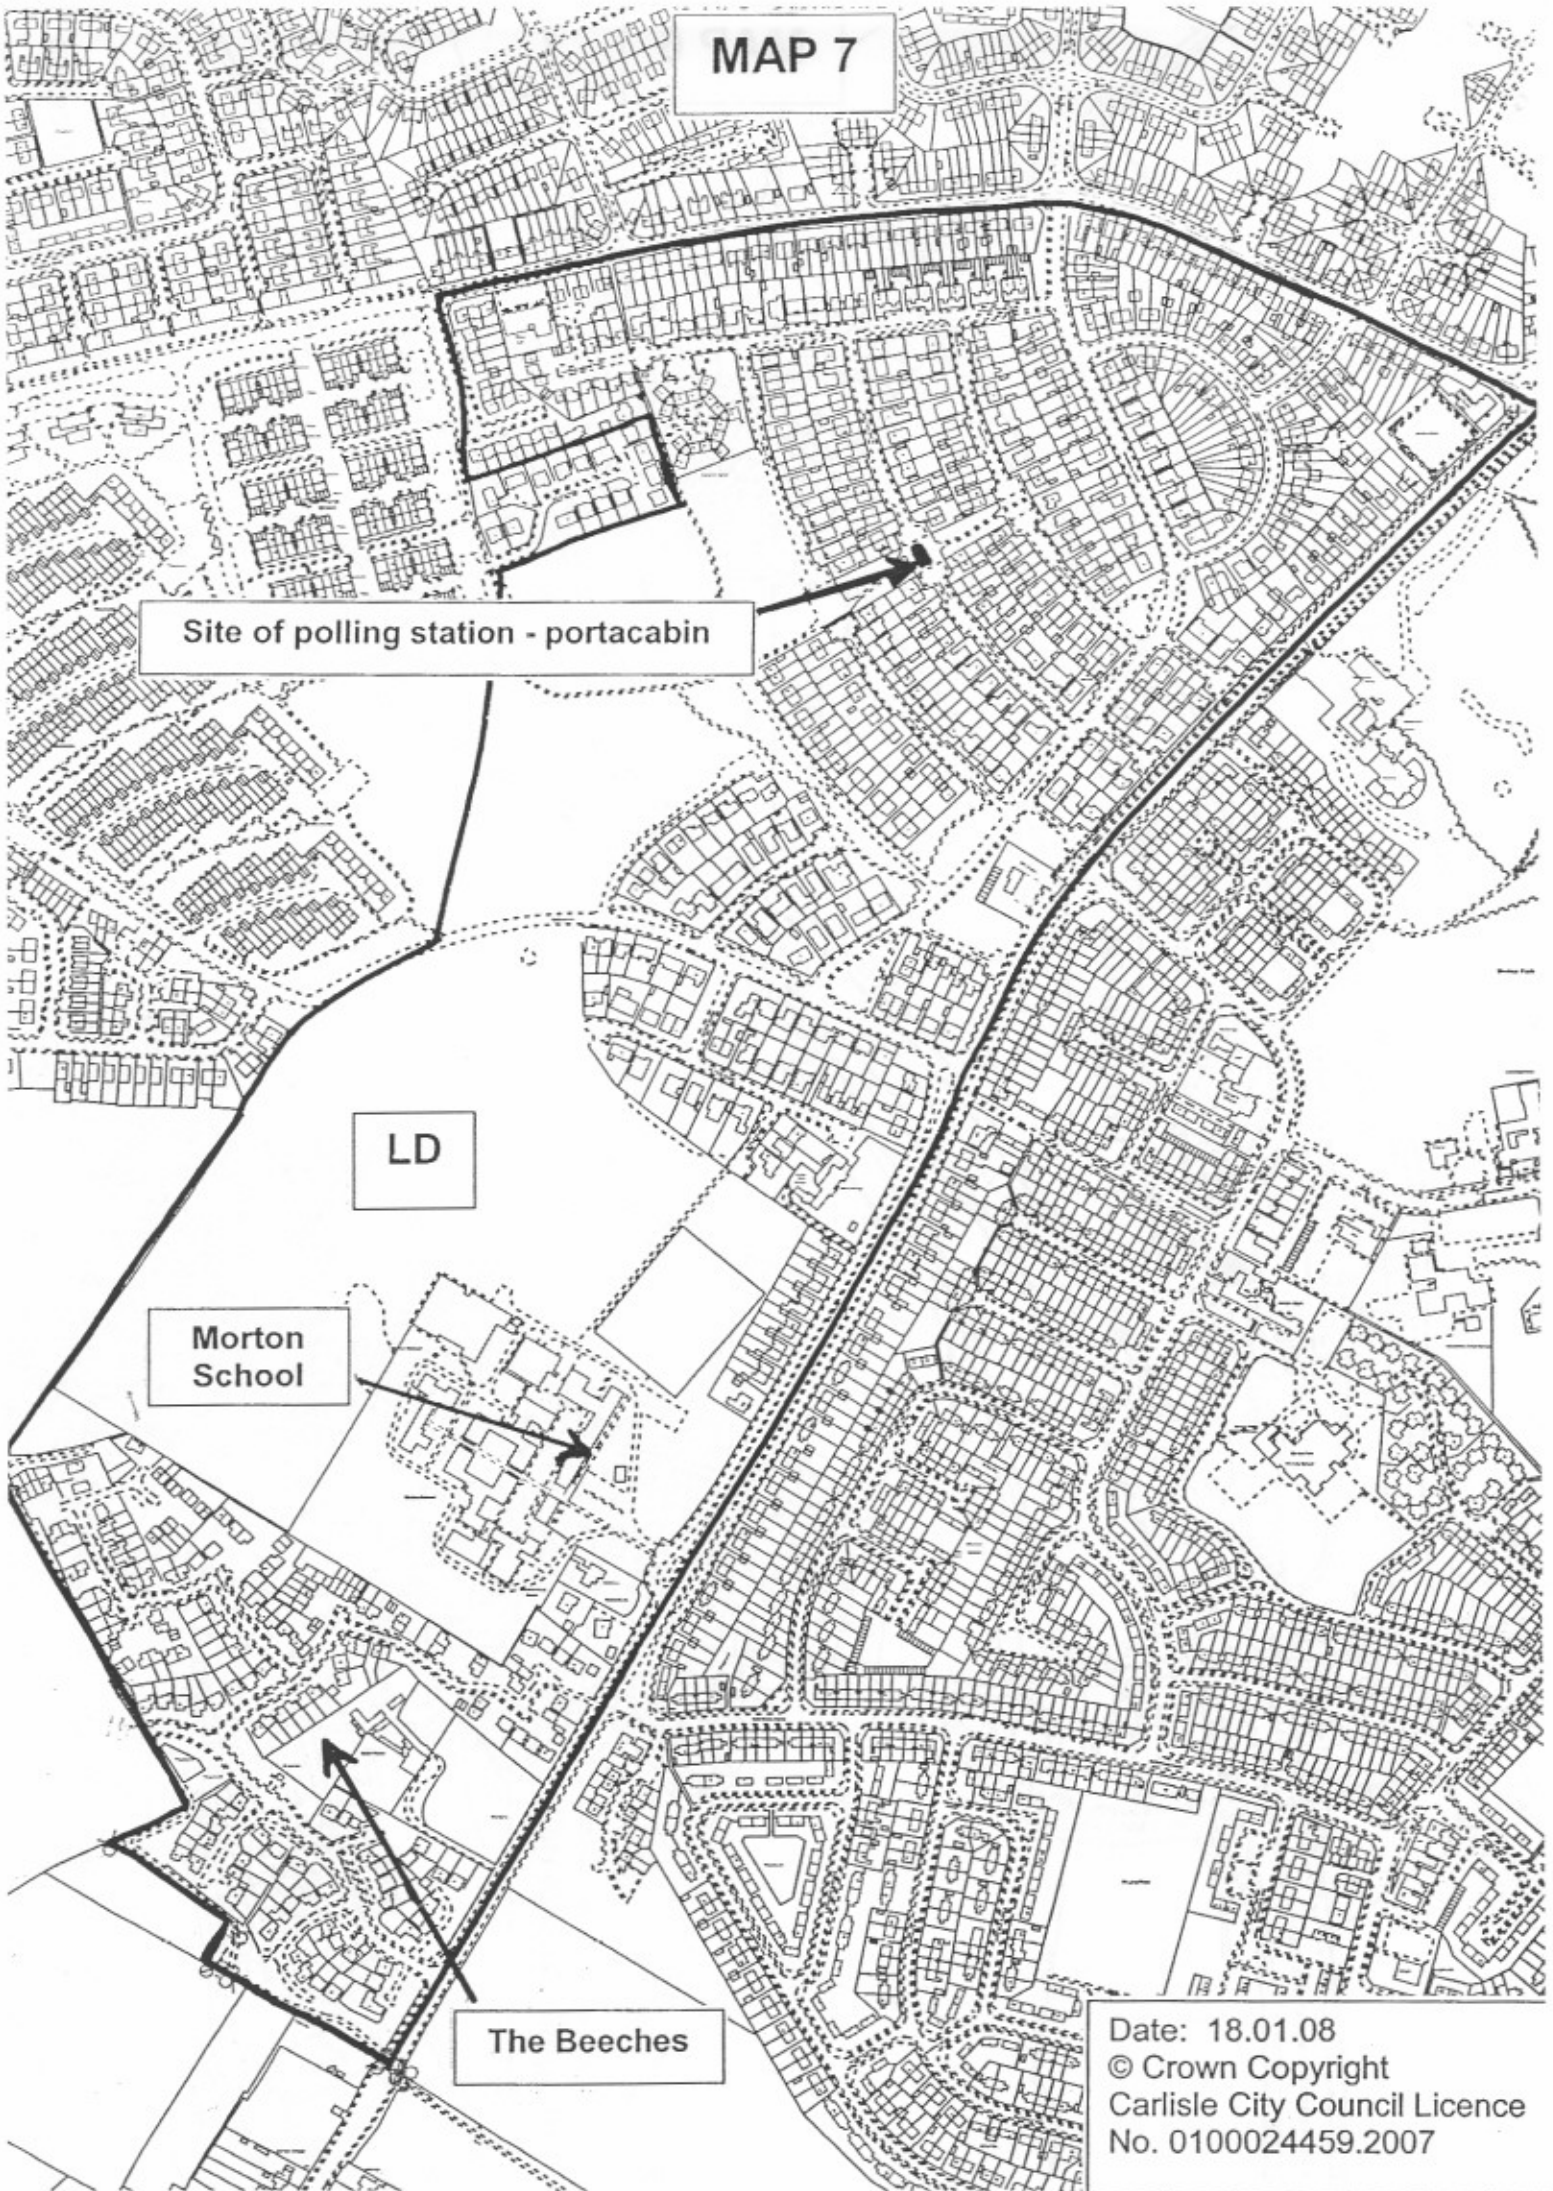 MAP 7
Site of polling station - portacabin
LD
Morton
School
The Beeches
Date: 18.01.08
© Crown Copyright
Carlisle City Council Licence
No. 0100024459.2007